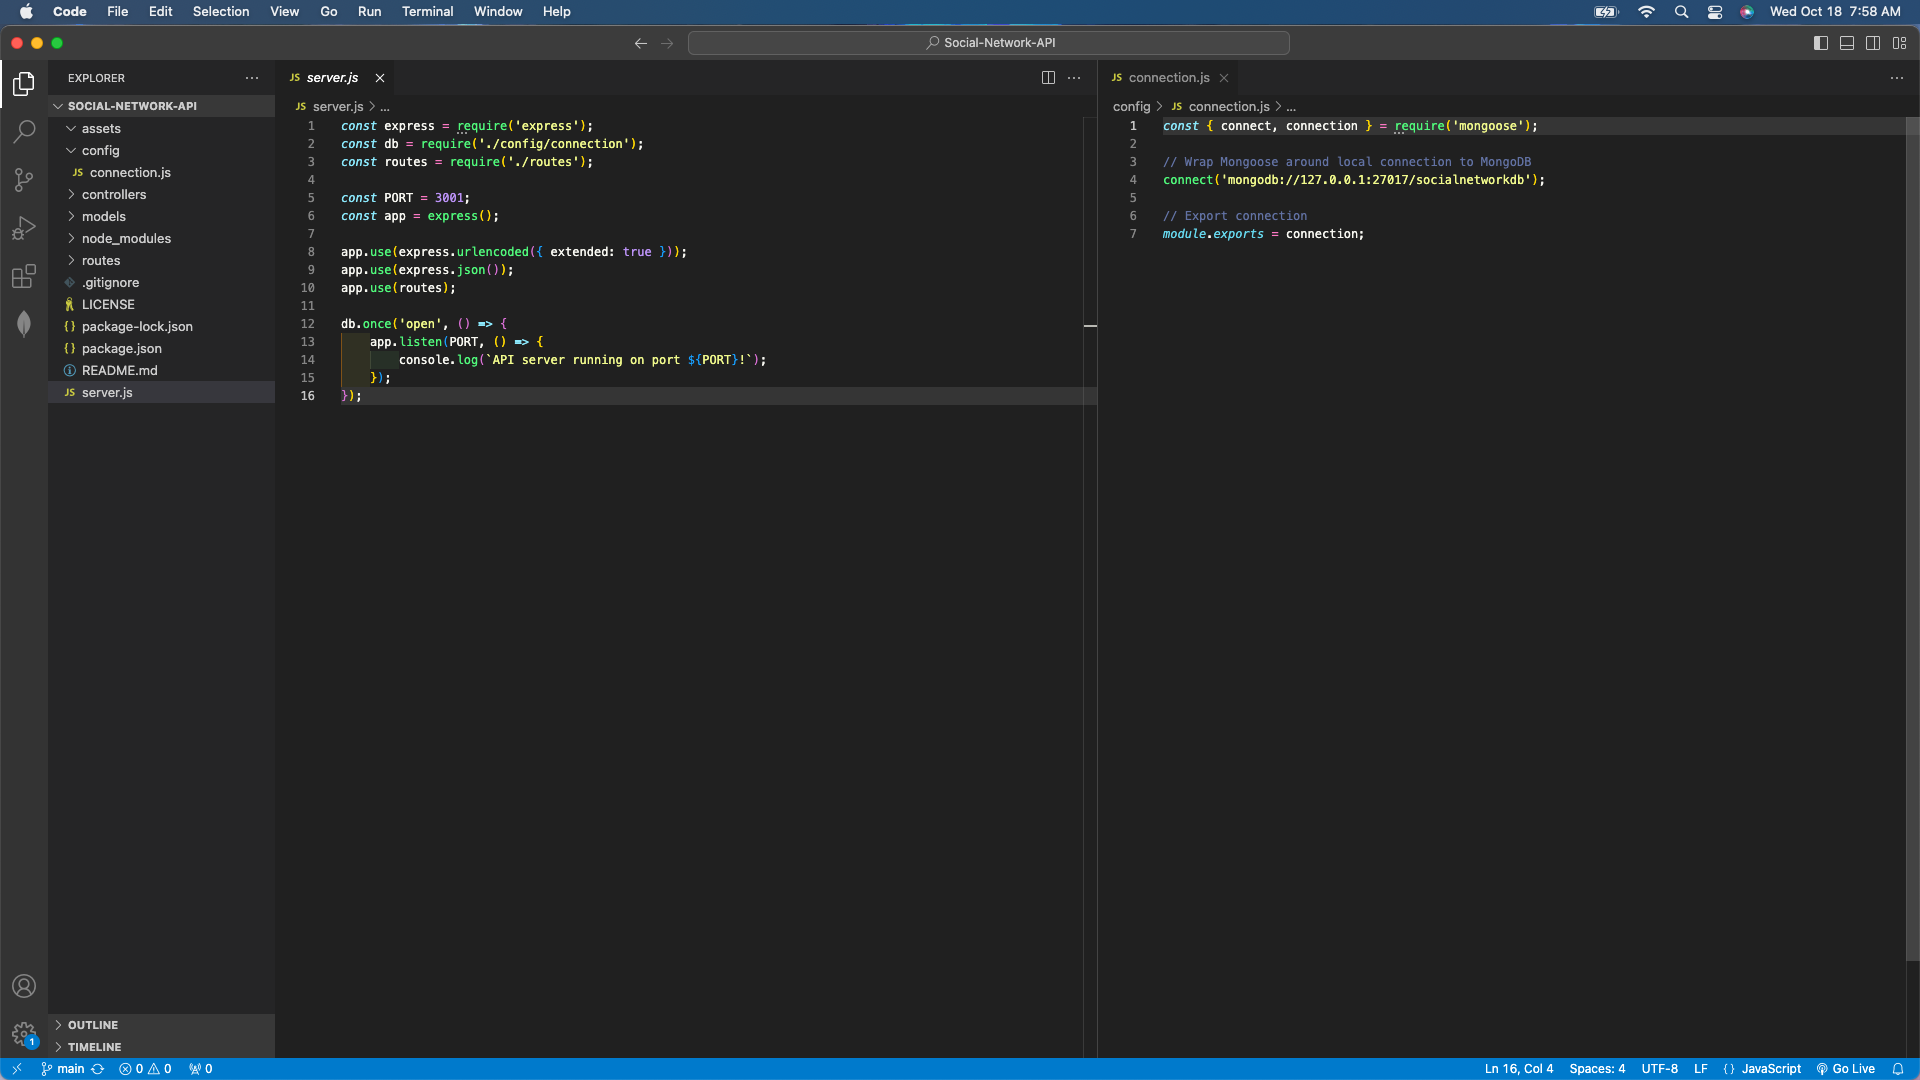 Code File Edit Selection View Go Run Terminal Window Help Wed Oct 18 7:58 AM
Social-Network-API
EXPLORER
SOCIAL-NETWORK-API
assets
config
JS connection.js
controllers
models
node_modules
routes
.gitignore
LICENSE
{} package-lock.json
{} package.json
README.md
JS server.js
OUTLINE
TIMELINE
JS server.js
JS server.js > ...
1 const express = require('express');
2 const db = require('./config/connection');
3 const routes = require('./routes');
4
5 const PORT = 3001;
6 const app = express();
7
8 app.use(express.urlencoded({ extended: true }));
9 app.use(express.json());
10 app.use(routes);
11
12 db.once('open', () => {
13 app.listen(PORT, () => {
14 console.log(`API server running on port ${PORT}!`);
15 });
16 });
JS connection.js
config > JS connection.js > ...
1 const { connect, connection } = require('mongoose');
2
3 // Wrap Mongoose around local connection to MongoDB
4 connect('mongodb://127.0.0.1:27017/socialnetworkdb');
5
6 // Export connection
7 module.exports = connection;
1
main 0 0 0 Ln 16, Col 4 Spaces: 4 UTF-8 LF {} JavaScript Go Live